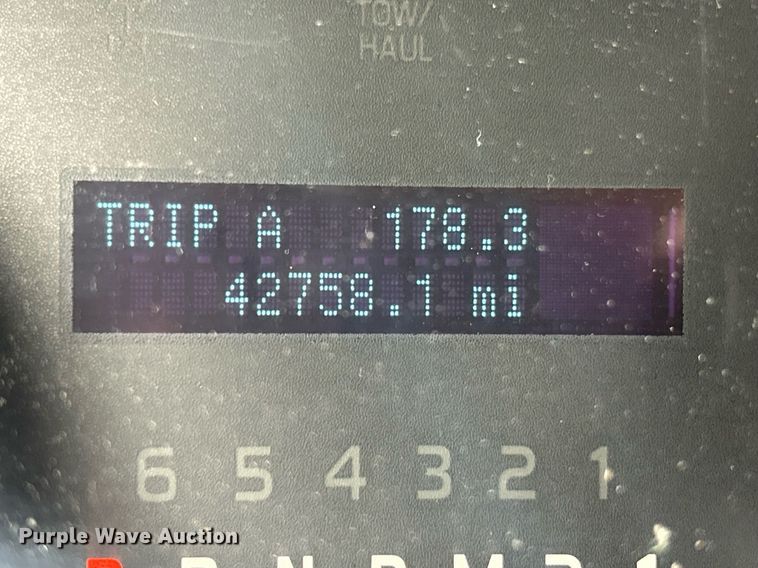 TOW/
HAUL
TRIP A 178.3
42758.1 mi
6 5 4 3 2 1
Purple Wave Auction